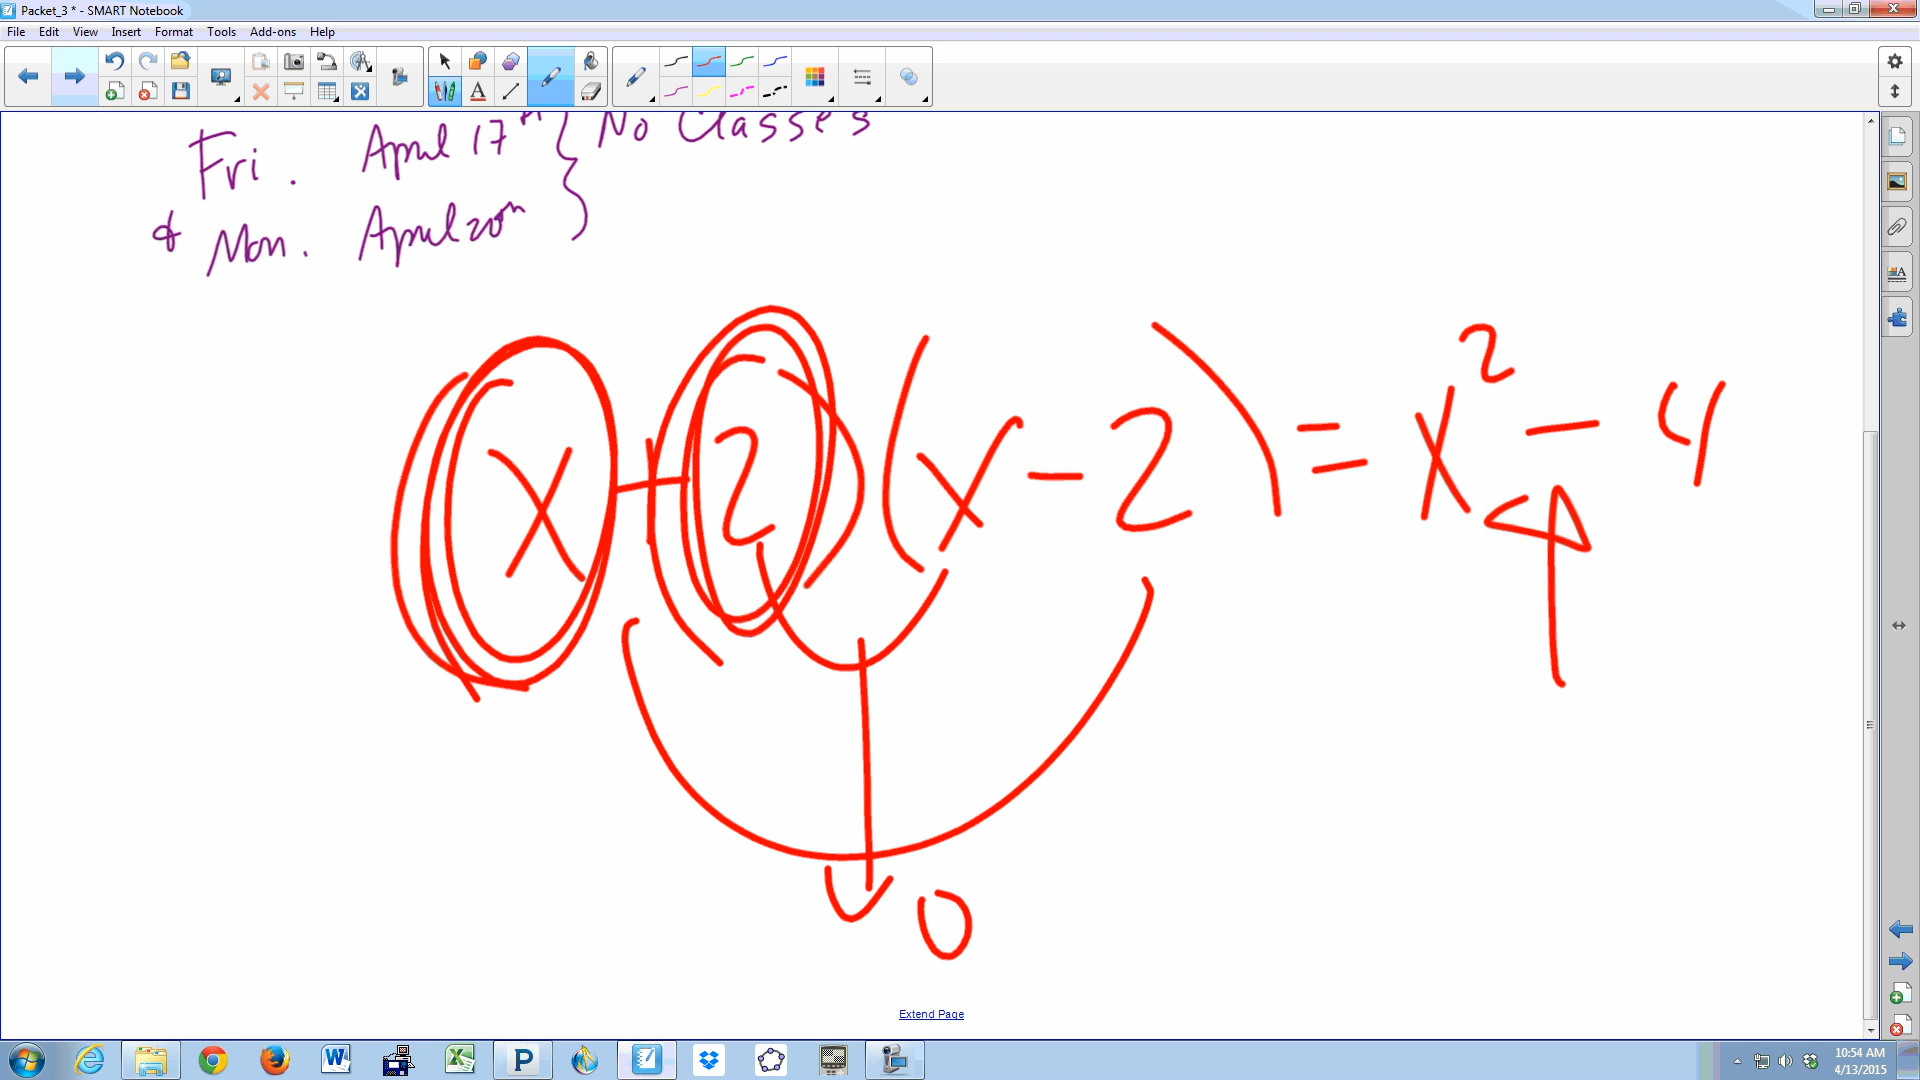 Packet_3 * - SMART Notebook
File Edit View Insert Format Tools Add-ons Help
Fri. April 17th } No Classes
& Mon. April 20th
(x + 2)(x - 2) = x² - 4
0
Extend Page
10:54 AM
4/13/2015